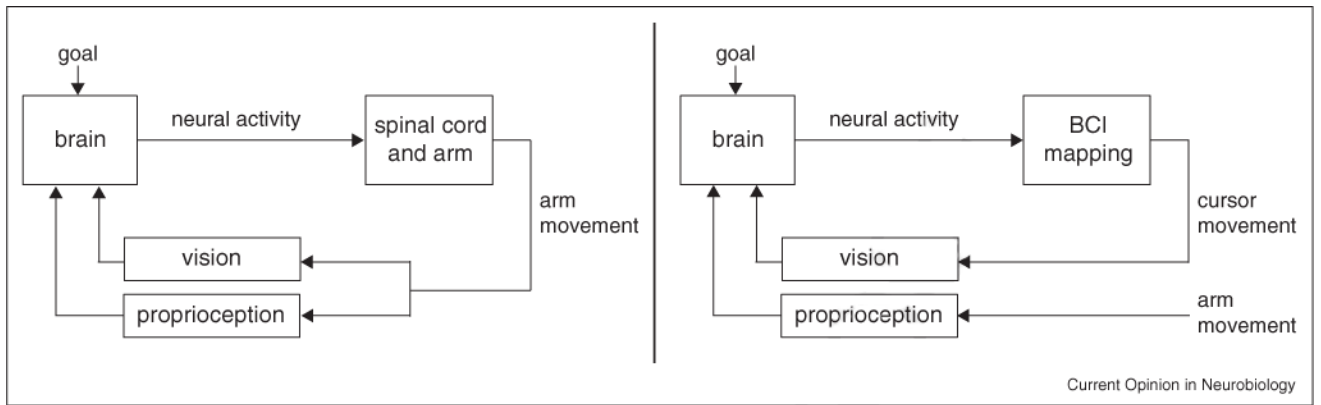 goal
brain
neural activity
spinal cord
and arm
arm
movement
vision
proprioception
goal
brain
neural activity
BCI
mapping
cursor
movement
vision
proprioception
arm
movement
Current Opinion in Neurobiology